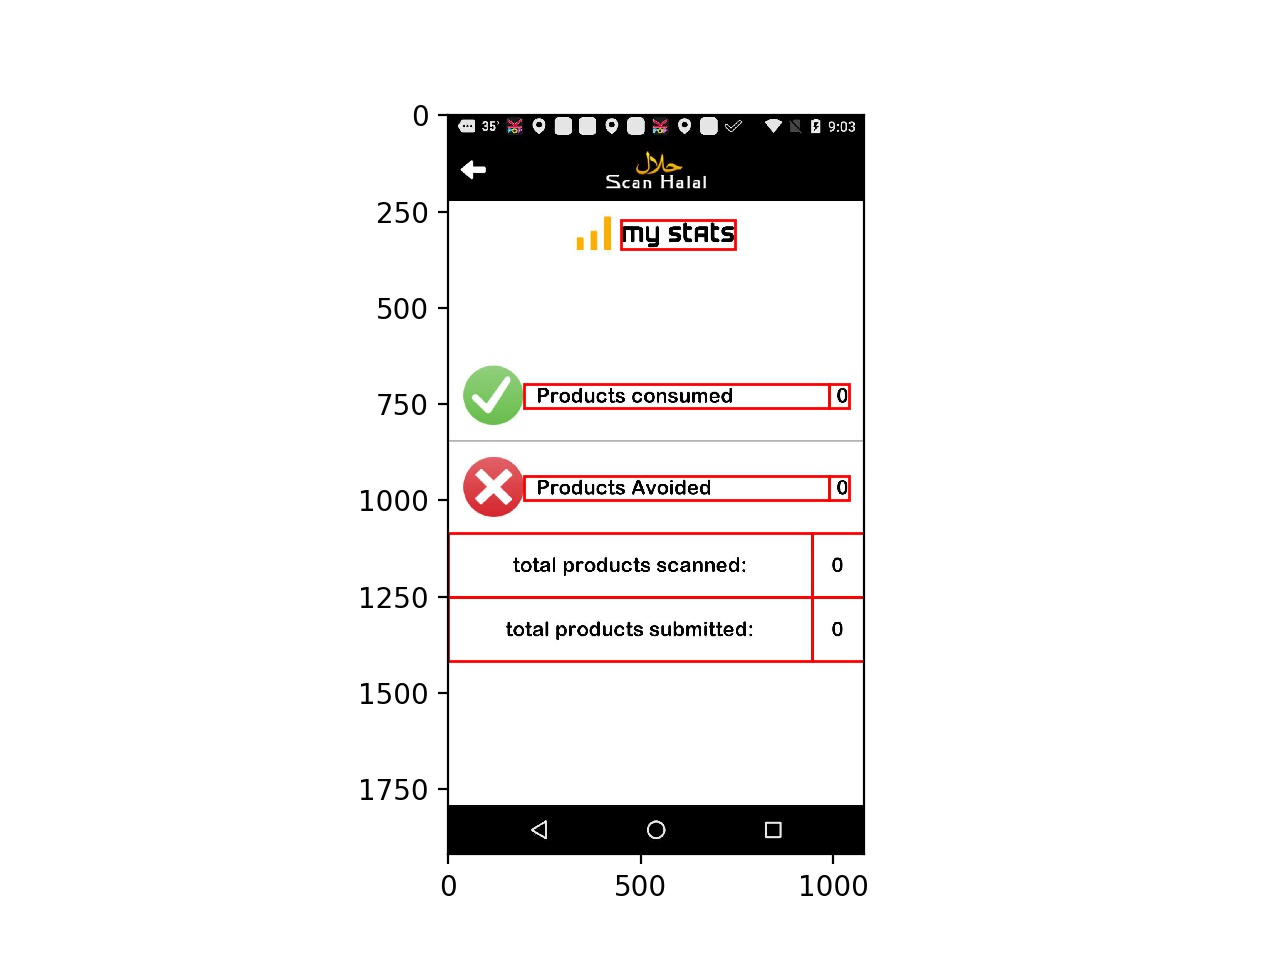 0
35°
9:03
حلال
Scan Halal
250
my stats
500
750
Products consumed 0
1000
Products Avoided 0
total products scanned: 0
1250
total products submitted: 0
1500
1750
0 500 1000